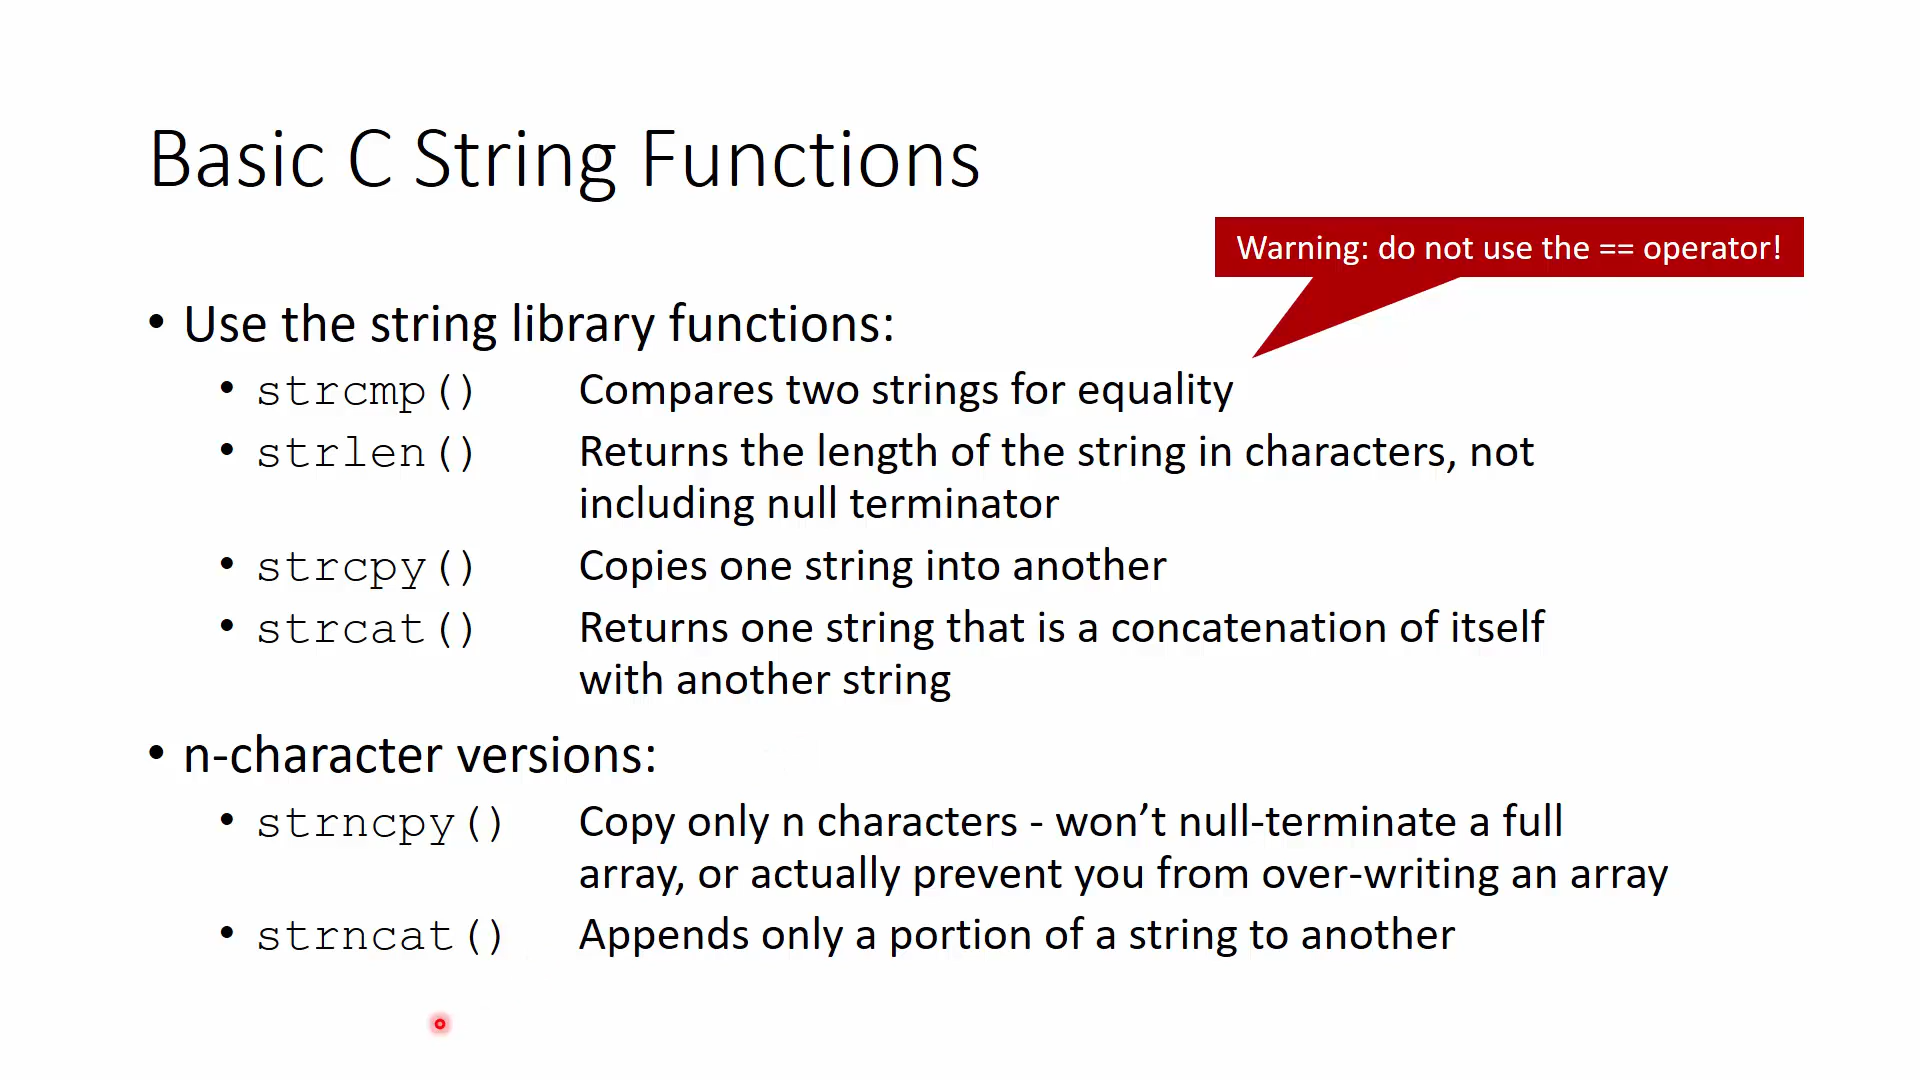 Basic C String Functions
Warning: do not use the == operator!
• Use the string library functions:
• strcmp() Compares two strings for equality
• strlen() Returns the length of the string in characters, not
including null terminator
• strcpy() Copies one string into another
• strcat() Returns one string that is a concatenation of itself
with another string
• n-character versions:
• strncpy() Copy only n characters - won’t null-terminate a full
array, or actually prevent you from over-writing an array
• strncat() Appends only a portion of a string to another